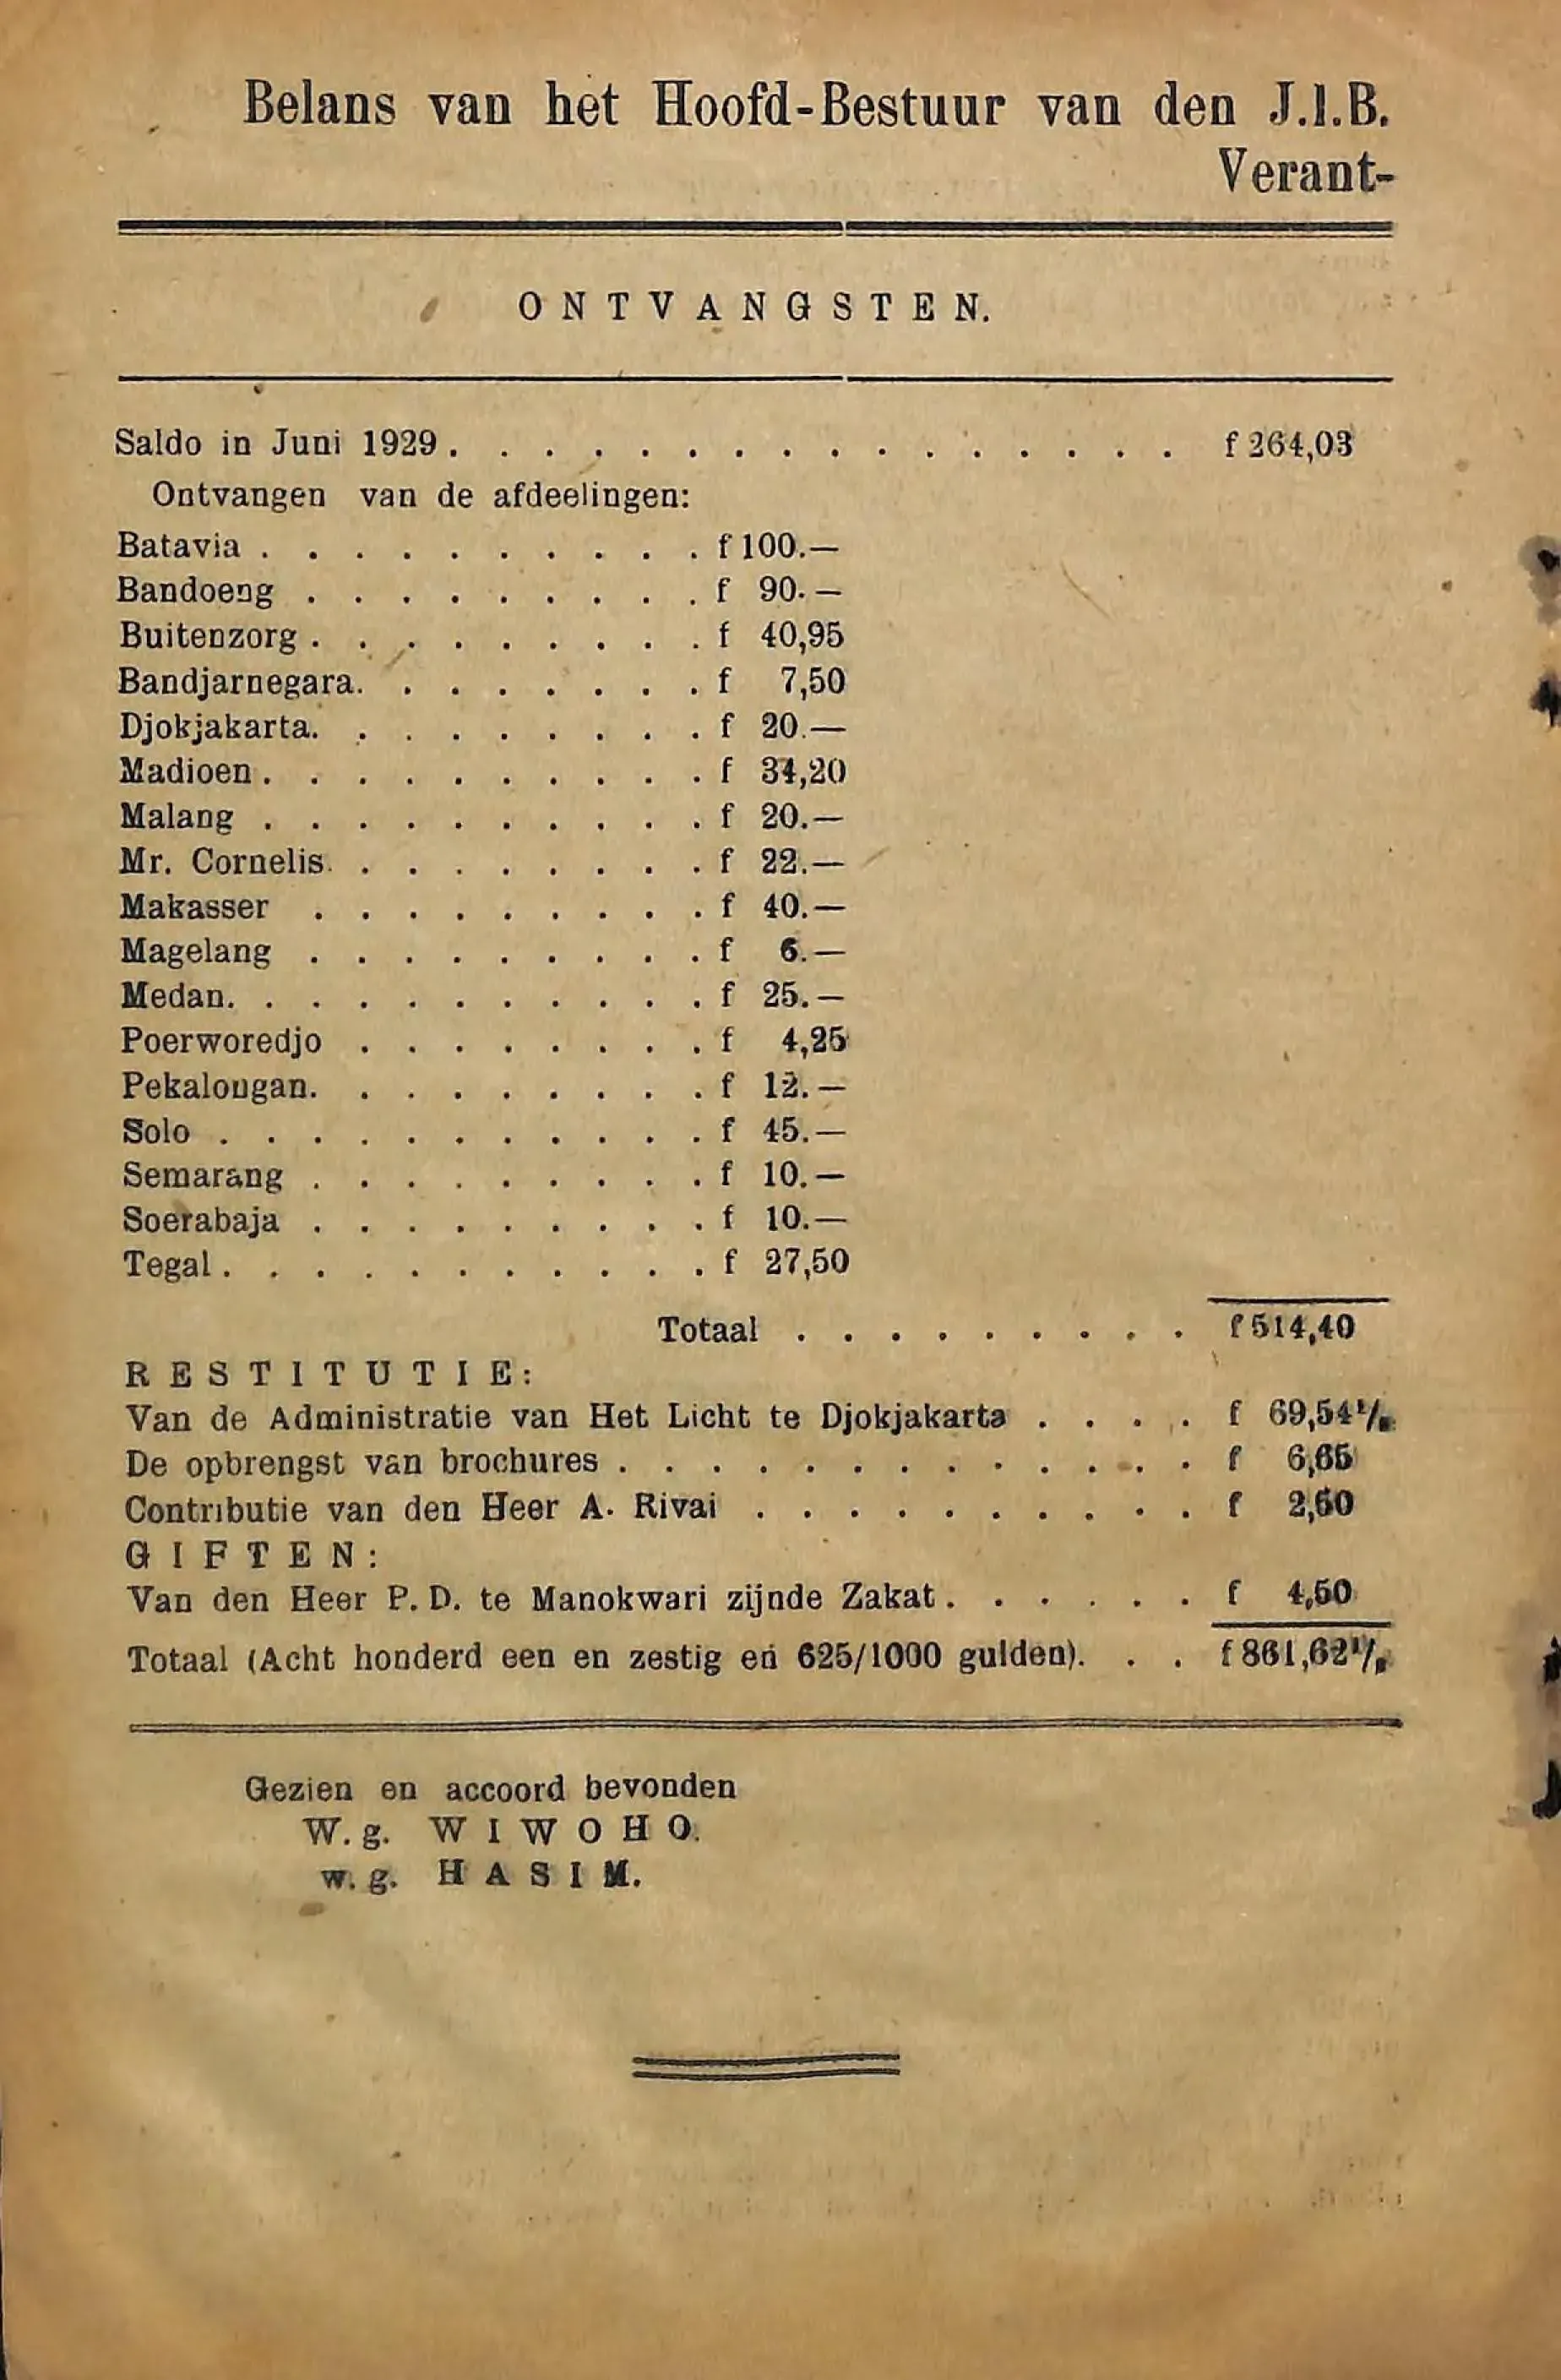 Belans van het Hoofd-Bestuur van den J.I.B.
Verant-
ONTVANGSTEN.
Saldo in Juni 1929 . . . . . . . . . . . . . . . . f 264,03
Ontvangen van de afdeelingen:
Batavia . . . . . . . . . . f 100.—
Bandoeng . . . . . . . . . f 90.—
Buitenzorg . . . . . . . . . f 40,95
Bandjarnegara. . . . . . . . f 7,50
Djokjakarta. . . . . . . . . f 20.—
Madioen . . . . . . . . . . f 34,20
Malang . . . . . . . . . . f 20.—
Mr. Cornelis. . . . . . . . . f 22.—
Makasser . . . . . . . . . f 40.—
Magelang . . . . . . . . . f 6.—
Medan. . . . . . . . . . . f 25.—
Poerworedjo . . . . . . . . f 4,25
Pekalongan. . . . . . . . . f 12.—
Solo . . . . . . . . . . . f 45.—
Semarang . . . . . . . . . f 10.—
Soerabaja . . . . . . . . . f 10.—
Tegal . . . . . . . . . . . f 27,50
Totaal . . . . . . . . . f 514,40
RESTITUTIE:
Van de Administratie van Het Licht te Djokjakarta . . . . f 69,54¹/₂
De opbrengst van brochures . . . . . . . . . . . . . f 6,65
Contributie van den Heer A. Rivai . . . . . . . . . . f 2,50
GIFTEN:
Van den Heer P. D. te Manokwari zijnde Zakat . . . . . . f 4,50
Totaal (Acht honderd een en zestig en 625/1000 gulden). . . f 861,62¹/₂
Gezien en accoord bevonden
W. g. WIWOHO.
w. g. HASIM.